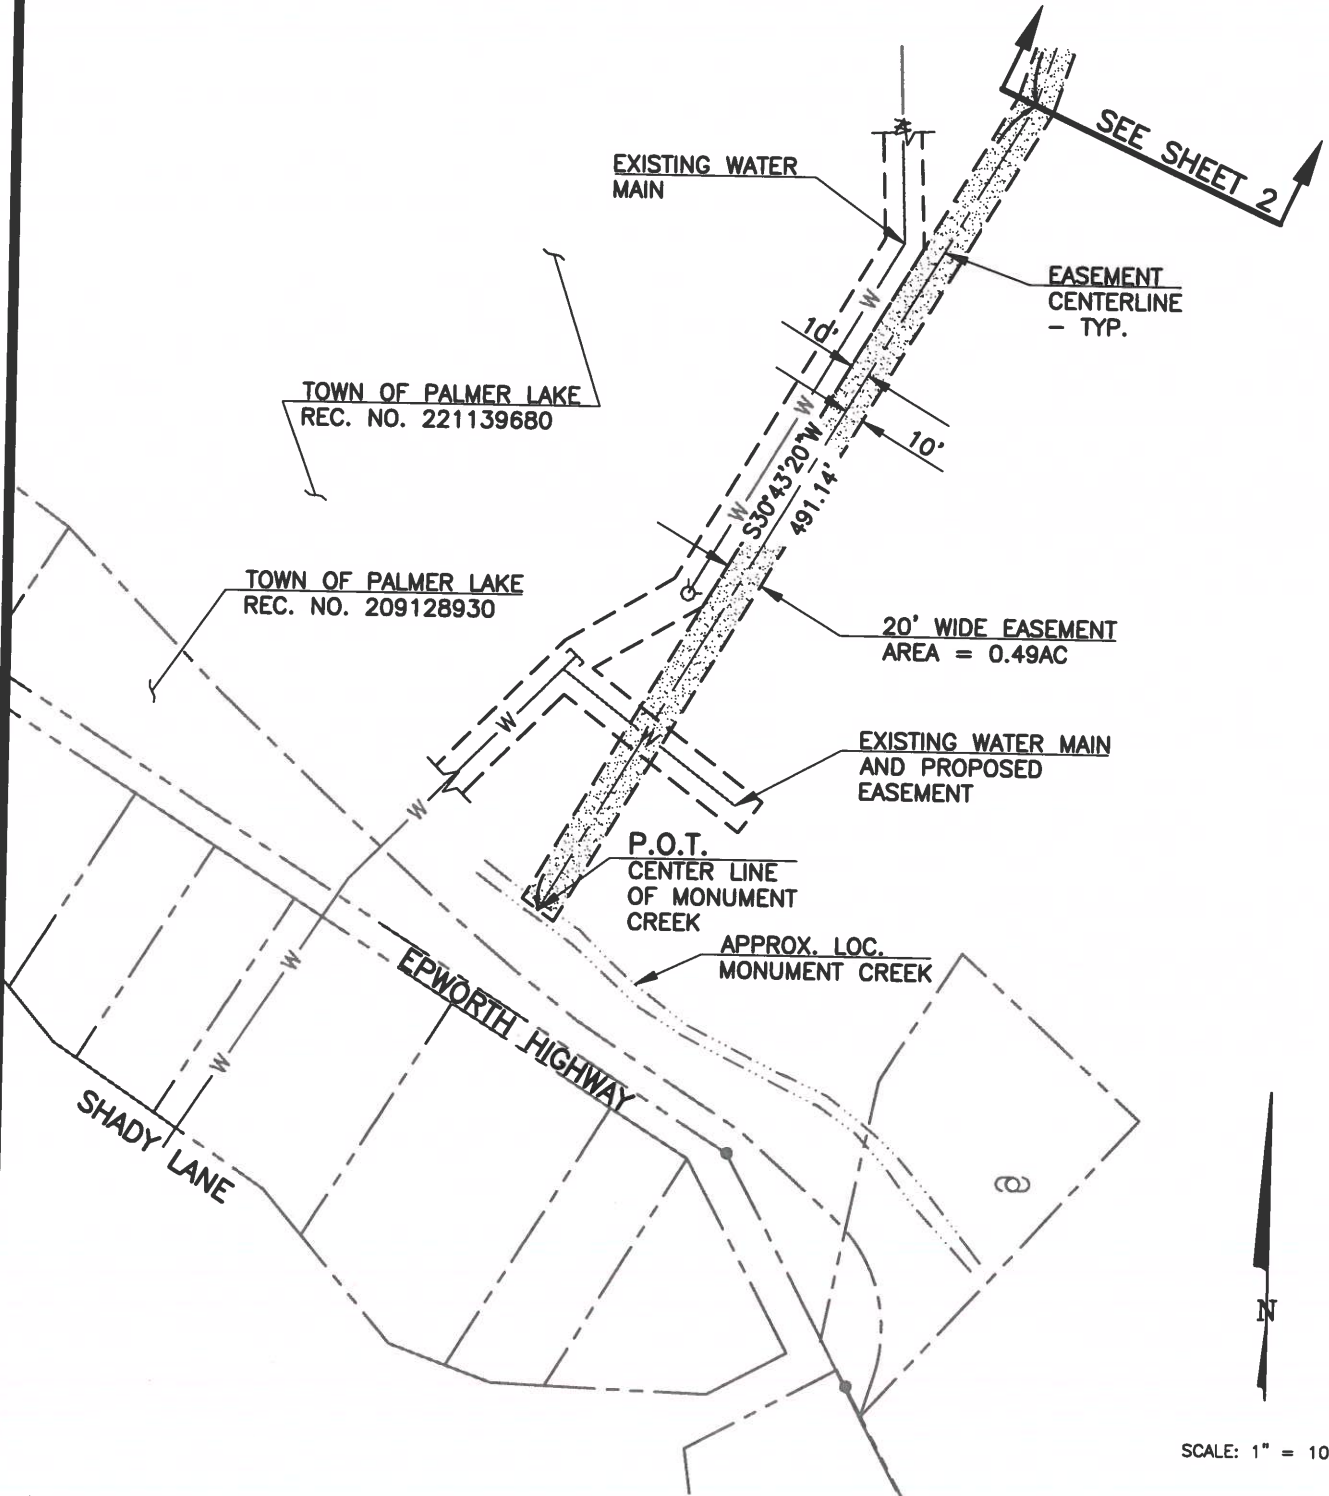 SEE SHEET 2
EXISTING WATER
MAIN
EASEMENT
CENTERLINE
- TYP.
W
10'
TOWN OF PALMER LAKE
REC. NO. 221139680
W
10'
S30°43'20"W
491.14'
W
TOWN OF PALMER LAKE
REC. NO. 209128930
20' WIDE EASEMENT
AREA = 0.49AC
W
W
EXISTING WATER MAIN
AND PROPOSED
EASEMENT
W
P.O.T.
CENTER LINE
OF MONUMENT
CREEK
APPROX. LOC.
MONUMENT CREEK
W
EPWORTH HIGHWAY
W
SHADY LANE
N
SCALE: 1" = 10